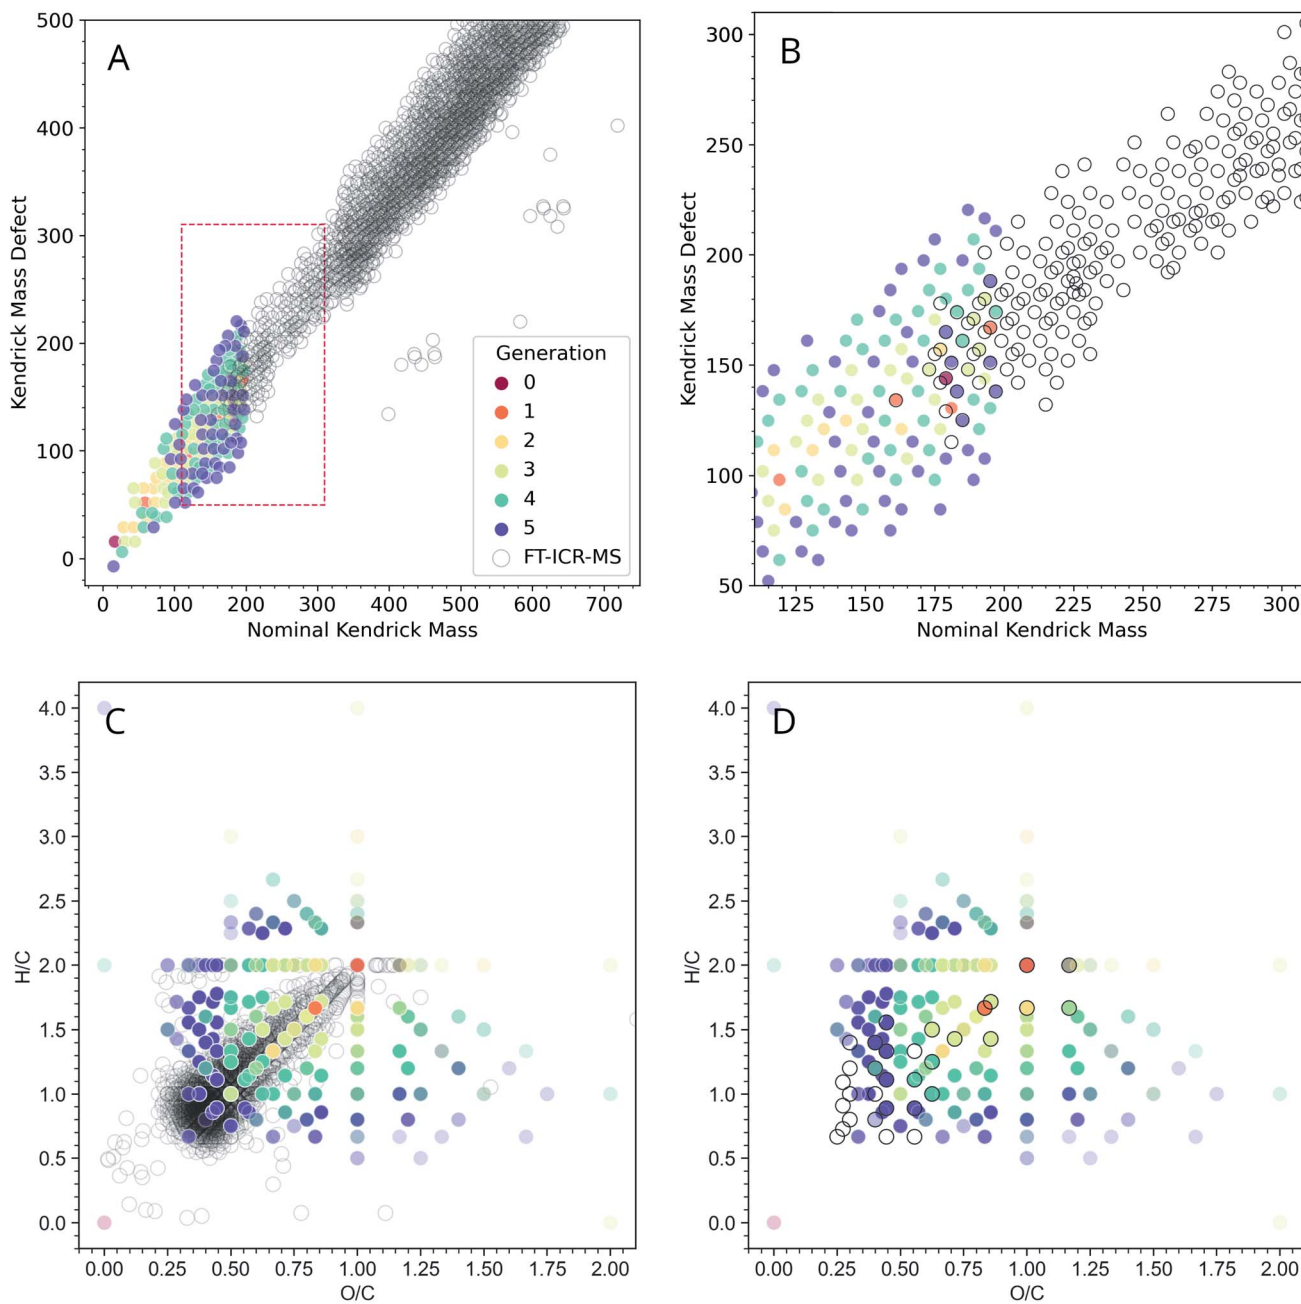 A
500
400
300
200
100
0
Kendrick Mass Defect
0 100 200 300 400 500 600 700
Nominal Kendrick Mass
Generation
0
1
2
3
4
5
FT-ICR-MS
B
300
250
200
150
100
50
Kendrick Mass Defect
125 150 175 200 225 250 275 300
Nominal Kendrick Mass
C
4.0
3.5
3.0
2.5
2.0
1.5
1.0
0.5
0.0
H/C
0.00 0.25 0.50 0.75 1.00 1.25 1.50 1.75 2.00
O/C
D
4.0
3.5
3.0
2.5
2.0
1.5
1.0
0.5
0.0
H/C
0.00 0.25 0.50 0.75 1.00 1.25 1.50 1.75 2.00
O/C